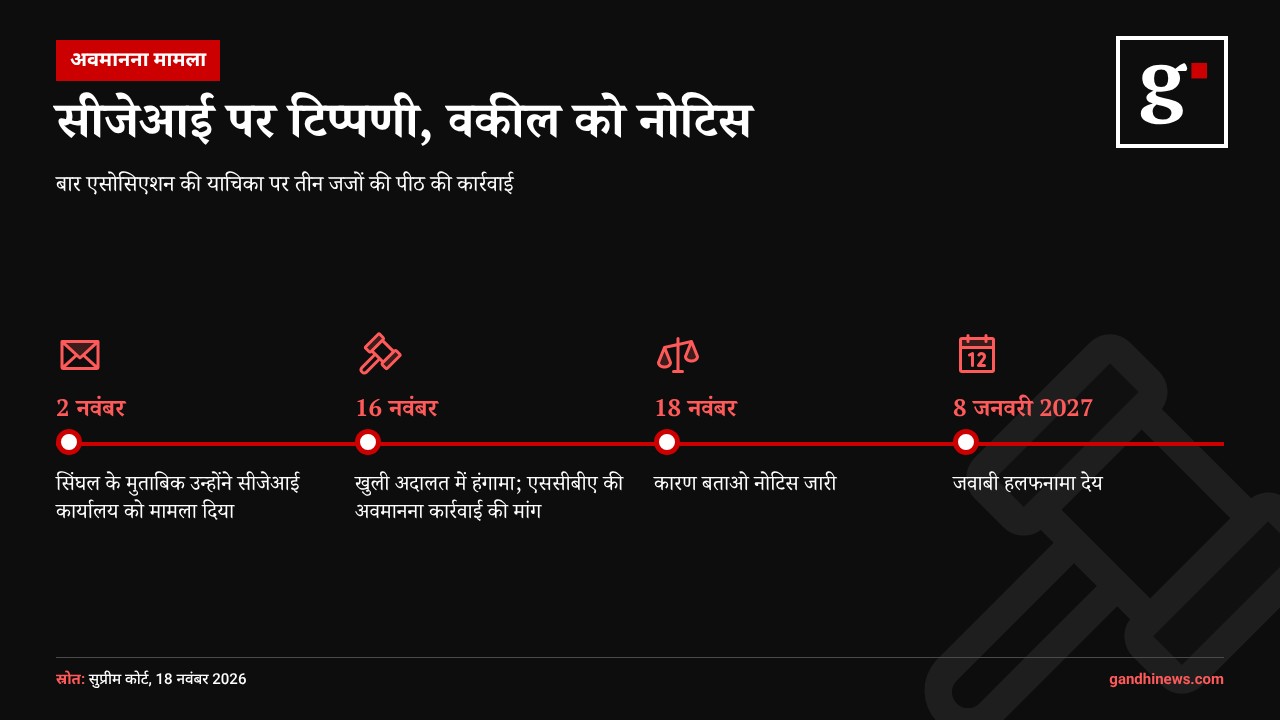 अवमानना मामला
g
सीजेआई पर टिप्पणी, वकील को नोटिस
बार एसोसिएशन की याचिका पर तीन जजों की पीठ की कार्रवाई
12
2 नवंबर
16 नवंबर
18 नवंबर
8 जनवरी 2027
सिंघल के मुताबिक उन्होंने सीजेआई
कार्यालय को मामला दिया
खुली अदालत में हंगामा; एससीबीए की
अवमानना कार्रवाई की मांग
कारण बताओ नोटिस जारी
जवाबी हलफनामा देय
स्रोत: सुप्रीम कोर्ट, 18 नवंबर 2026
gandhinews.com